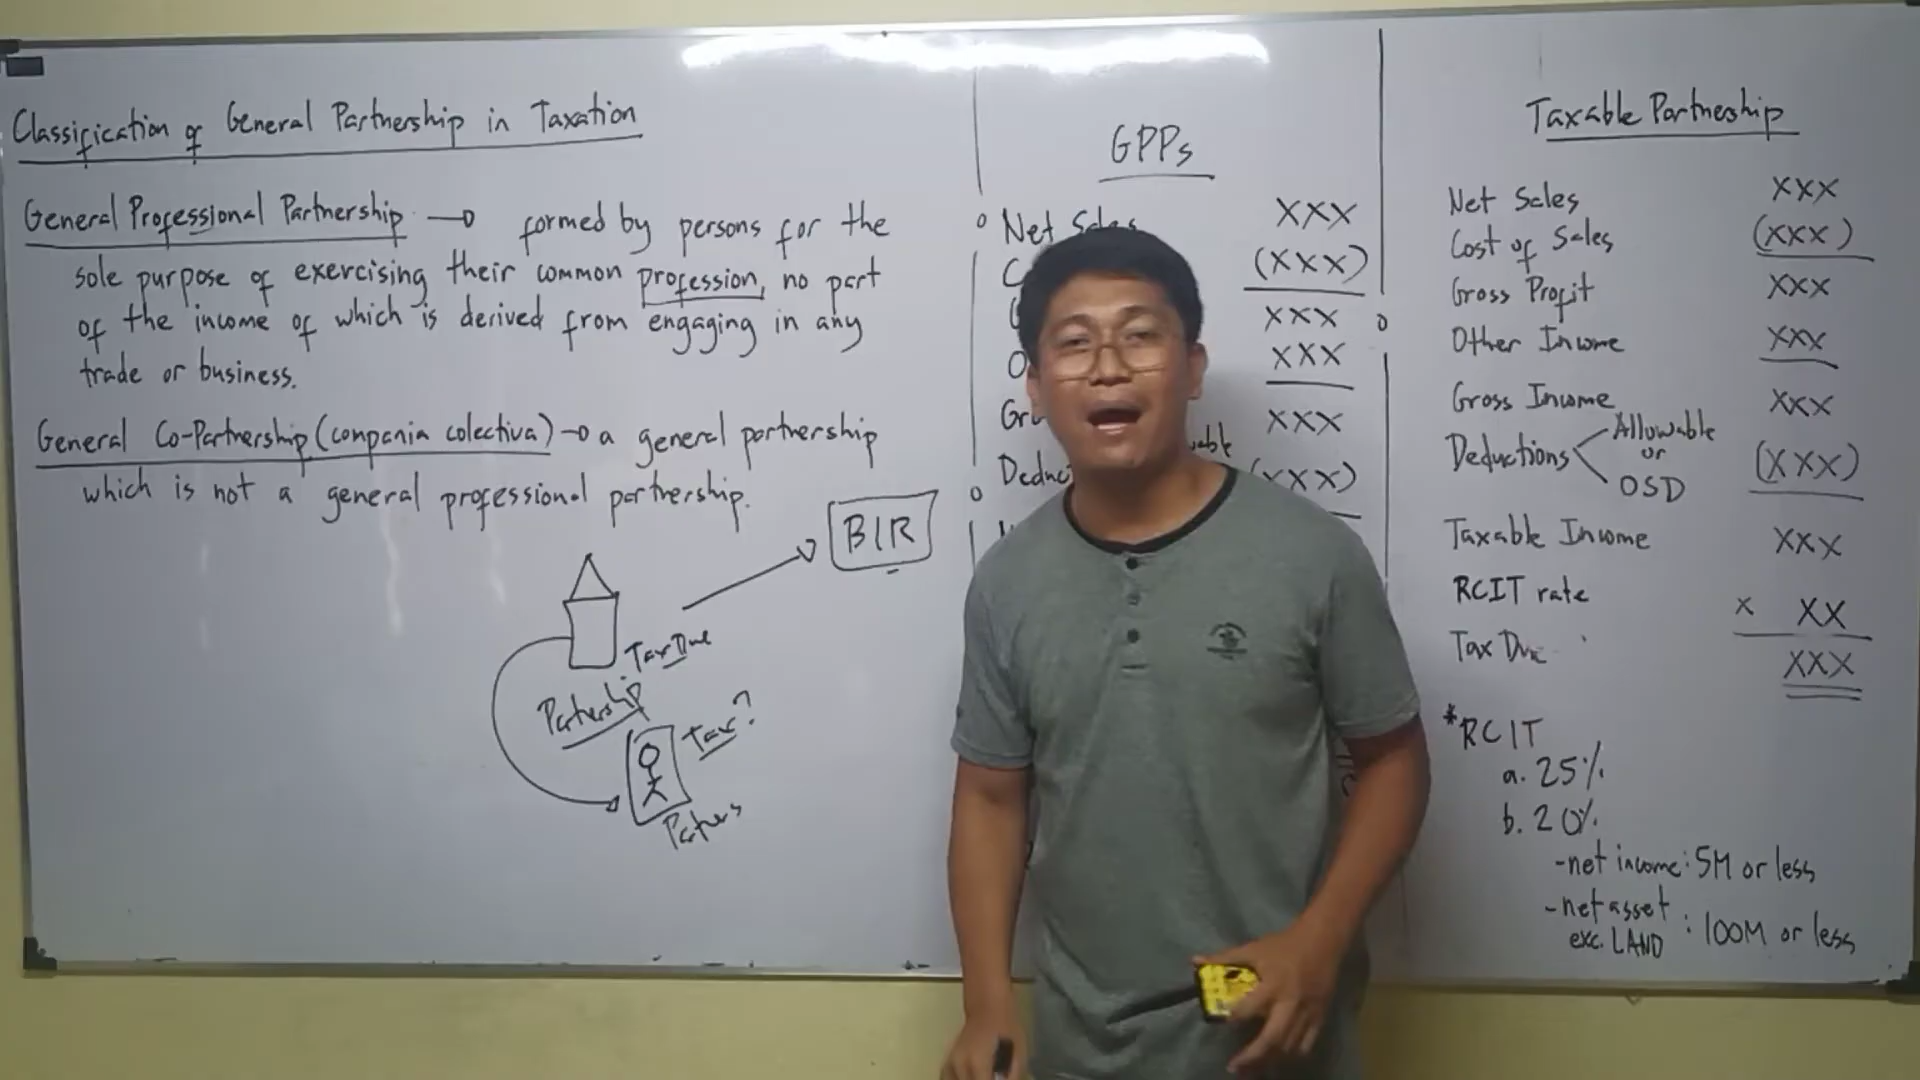 Classification of General Partnership in Taxation
General Professional Partnership → formed by persons for the
sole purpose of exercising their common profession, no part
of the income of which is derived from engaging in any
trade or business.
General Co-Partnership (compania colectiva) → a general partnership
which is not a general professional partnership.
BIR
Tax Due
Partnership
Tax?
Partners
GPPs
Net Sales XXX
(XXX)
XXX
XXX
XXX
(XXX)
Taxable Partnership
Net Sales XXX
Cost of Sales (XXX)
Gross Profit XXX
Other Income XXX
Gross Income XXX
Deductions Allowable or OSD (XXX)
Taxable Income XXX
RCIT rate x XX
Tax Due XXX
*RCIT
a. 25%
b. 20%
-net income: 5M or less
-net asset
exc. LAND : 100M or less